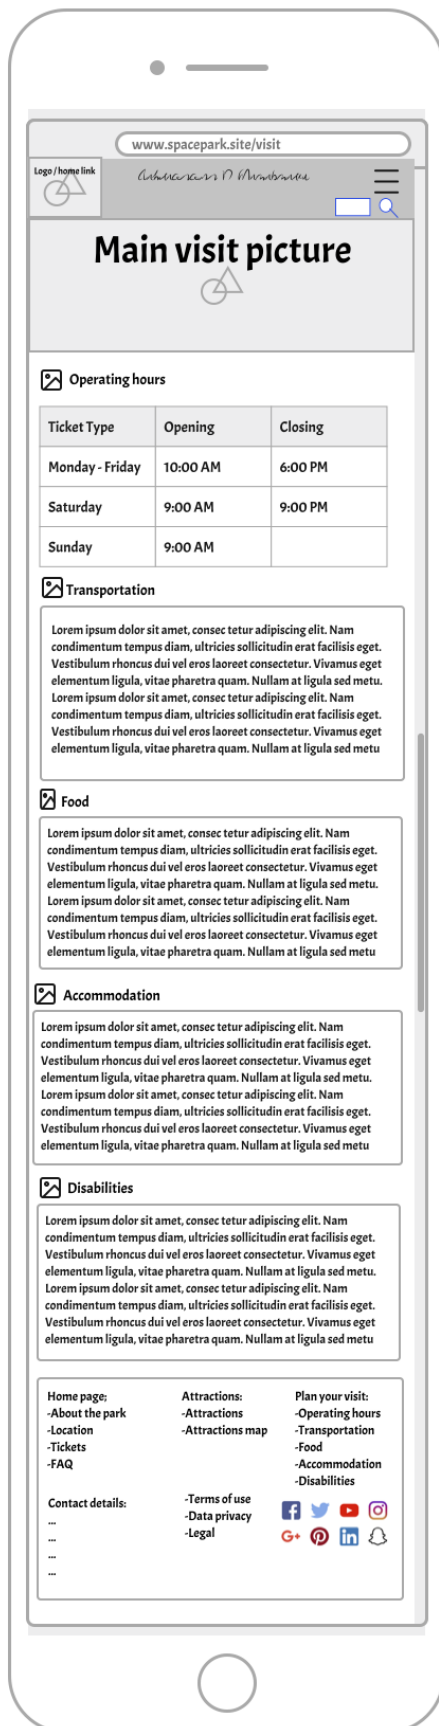 www.spacepark.site/visit
Logo / home link
Main visit picture
Operating hours
Ticket Type Opening Closing
Monday - Friday 10:00 AM 6:00 PM
Saturday 9:00 AM 9:00 PM
Sunday 9:00 AM
Transportation
Lorem ipsum dolor sit amet, consec tetur adipiscing elit. Nam
condimentum tempus diam, ultricies sollicitudin erat facilisis eget.
Vestibulum rhoncus dui vel eros laoreet consectetur. Vivamus eget
elementum ligula, vitae pharetra quam. Nullam at ligula sed metu.
Lorem ipsum dolor sit amet, consec tetur adipiscing elit. Nam
condimentum tempus diam, ultricies sollicitudin erat facilisis eget.
Vestibulum rhoncus dui vel eros laoreet consectetur. Vivamus eget
elementum ligula, vitae pharetra quam. Nullam at ligula sed metu
Food
Lorem ipsum dolor sit amet, consec tetur adipiscing elit. Nam
condimentum tempus diam, ultricies sollicitudin erat facilisis eget.
Vestibulum rhoncus dui vel eros laoreet consectetur. Vivamus eget
elementum ligula, vitae pharetra quam. Nullam at ligula sed metu.
Lorem ipsum dolor sit amet, consec tetur adipiscing elit. Nam
condimentum tempus diam, ultricies sollicitudin erat facilisis eget.
Vestibulum rhoncus dui vel eros laoreet consectetur. Vivamus eget
elementum ligula, vitae pharetra quam. Nullam at ligula sed metu
Accommodation
Lorem ipsum dolor sit amet, consec tetur adipiscing elit. Nam
condimentum tempus diam, ultricies sollicitudin erat facilisis eget.
Vestibulum rhoncus dui vel eros laoreet consectetur. Vivamus eget
elementum ligula, vitae pharetra quam. Nullam at ligula sed metu.
Lorem ipsum dolor sit amet, consec tetur adipiscing elit. Nam
condimentum tempus diam, ultricies sollicitudin erat facilisis eget.
Vestibulum rhoncus dui vel eros laoreet consectetur. Vivamus eget
elementum ligula, vitae pharetra quam. Nullam at ligula sed metu
Disabilities
Lorem ipsum dolor sit amet, consec tetur adipiscing elit. Nam
condimentum tempus diam, ultricies sollicitudin erat facilisis eget.
Vestibulum rhoncus dui vel eros laoreet consectetur. Vivamus eget
elementum ligula, vitae pharetra quam. Nullam at ligula sed metu.
Lorem ipsum dolor sit amet, consec tetur adipiscing elit. Nam
condimentum tempus diam, ultricies sollicitudin erat facilisis eget.
Vestibulum rhoncus dui vel eros laoreet consectetur. Vivamus eget
elementum ligula, vitae pharetra quam. Nullam at ligula sed metu
Home page;
-About the park
-Location
-Tickets
-FAQ
Attractions:
-Attractions
-Attractions map
Plan your visit:
-Operating hours
-Transportation
-Food
-Accommodation
-Disabilities
Contact details:
...
...
...
...
-Terms of use
-Data privacy
-Legal